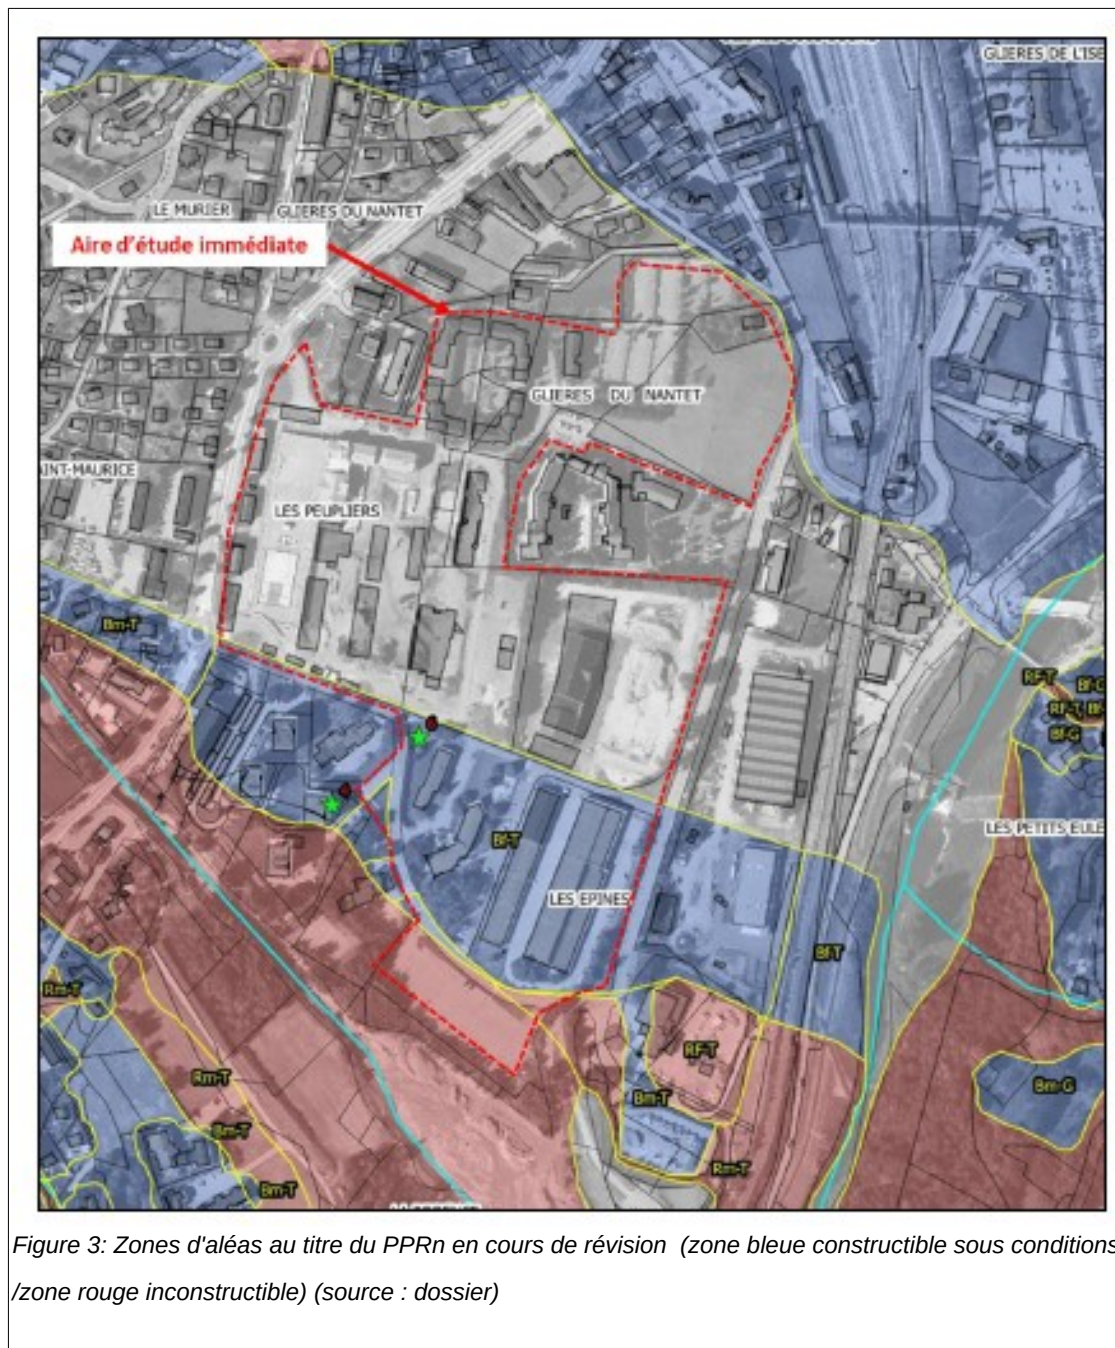 GLIERES DE L'ISE
LE MURIER
GLIERES DU NANTET
Aire d'étude immédiate
GLIERES DU NANTET
AINT-MAURICE
LES PEUPLIERS
Bm-T
RF-T
Bf-G
RF-T, Bf-
Bf-G
LES PETITS EULE
Bf-T
LES EPINES
Bf-T
Rm-T
RF-T
Rm-T
Bm-T
Bm-G
Bm-T
Bm-T
Rm-T
Figure 3: Zones d'aléas au titre du PPRn en cours de révision (zone bleue constructible sous conditions
/zone rouge inconstructible) (source : dossier)